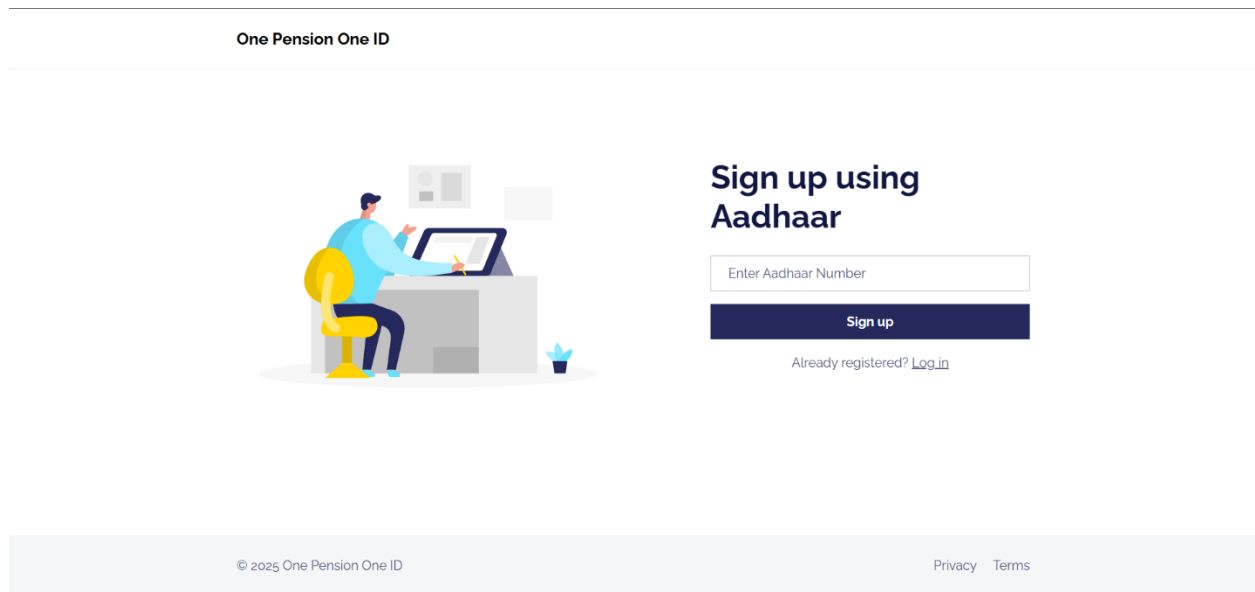 One Pension One ID
Sign up using
Aadhaar
Enter Aadhaar Number
Sign up
Already registered? Log in
© 2025 One Pension One ID
Privacy Terms